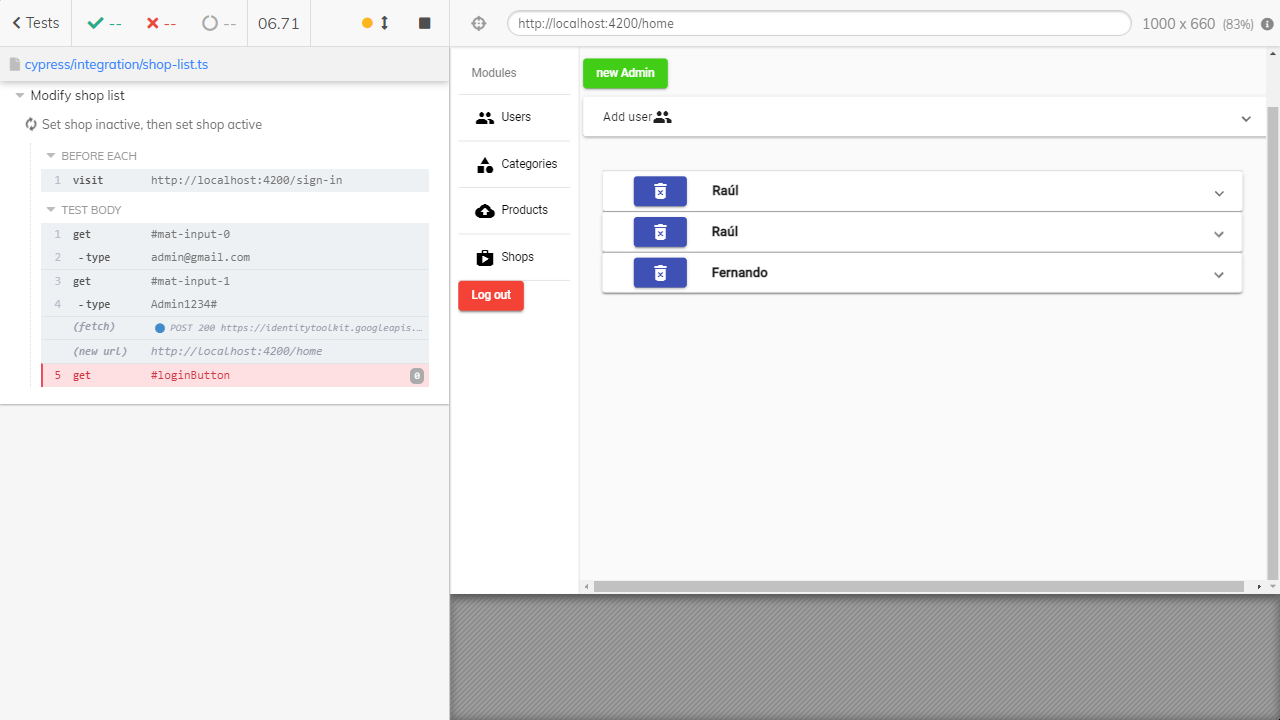 Tests
--
--
--
06.71
http://localhost:4200/home
1000 x 660 (83%)
cypress/integration/shop-list.ts
Modify shop list
Set shop inactive, then set shop active
BEFORE EACH
1 visit http://localhost:4200/sign-in
TEST BODY
1 get #mat-input-0
2 -type admin@gmail.com
3 get #mat-input-1
4 -type Admin1234#
(fetch) POST 200 https://identitytoolkit.googleapis.…
(new url) http://localhost:4200/home
5 get #loginButton 0
Modules
Users
Categories
Products
Shops
Log out
new Admin
Add user
Raúl
Raúl
Fernando